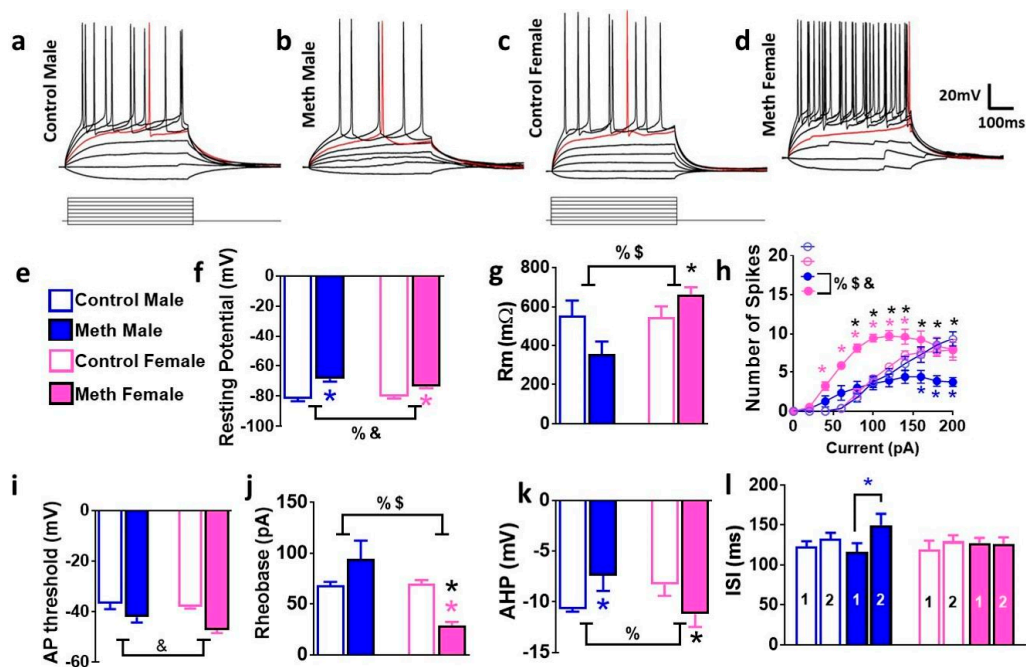 a
Control Male
b
Meth Male
c
Control Female
d
Meth Female
20mV
100ms
e
Control Male
Meth Male
Control Female
Meth Female
f
Resting Potential (mV)
0
-20
-40
-60
-80
-100
*
*
% &
g
Rm (mΩ)
800
600
400
200
0
% $
*
h
Number of Spikes
15
10
5
0
% $ &
* * * * * * *
* * * * * *
* * *
0 50 100 150 200
Current (pA)
i
AP threshold (mV)
0
-20
-40
-60
&
j
Rheobase (pA)
150
100
50
0
% $
*
*
k
AHP (mV)
0
-5
-10
-15
*
%
*
l
ISI (ms)
200
150
100
50
0
*
1 2 1 2 1 2 1 2